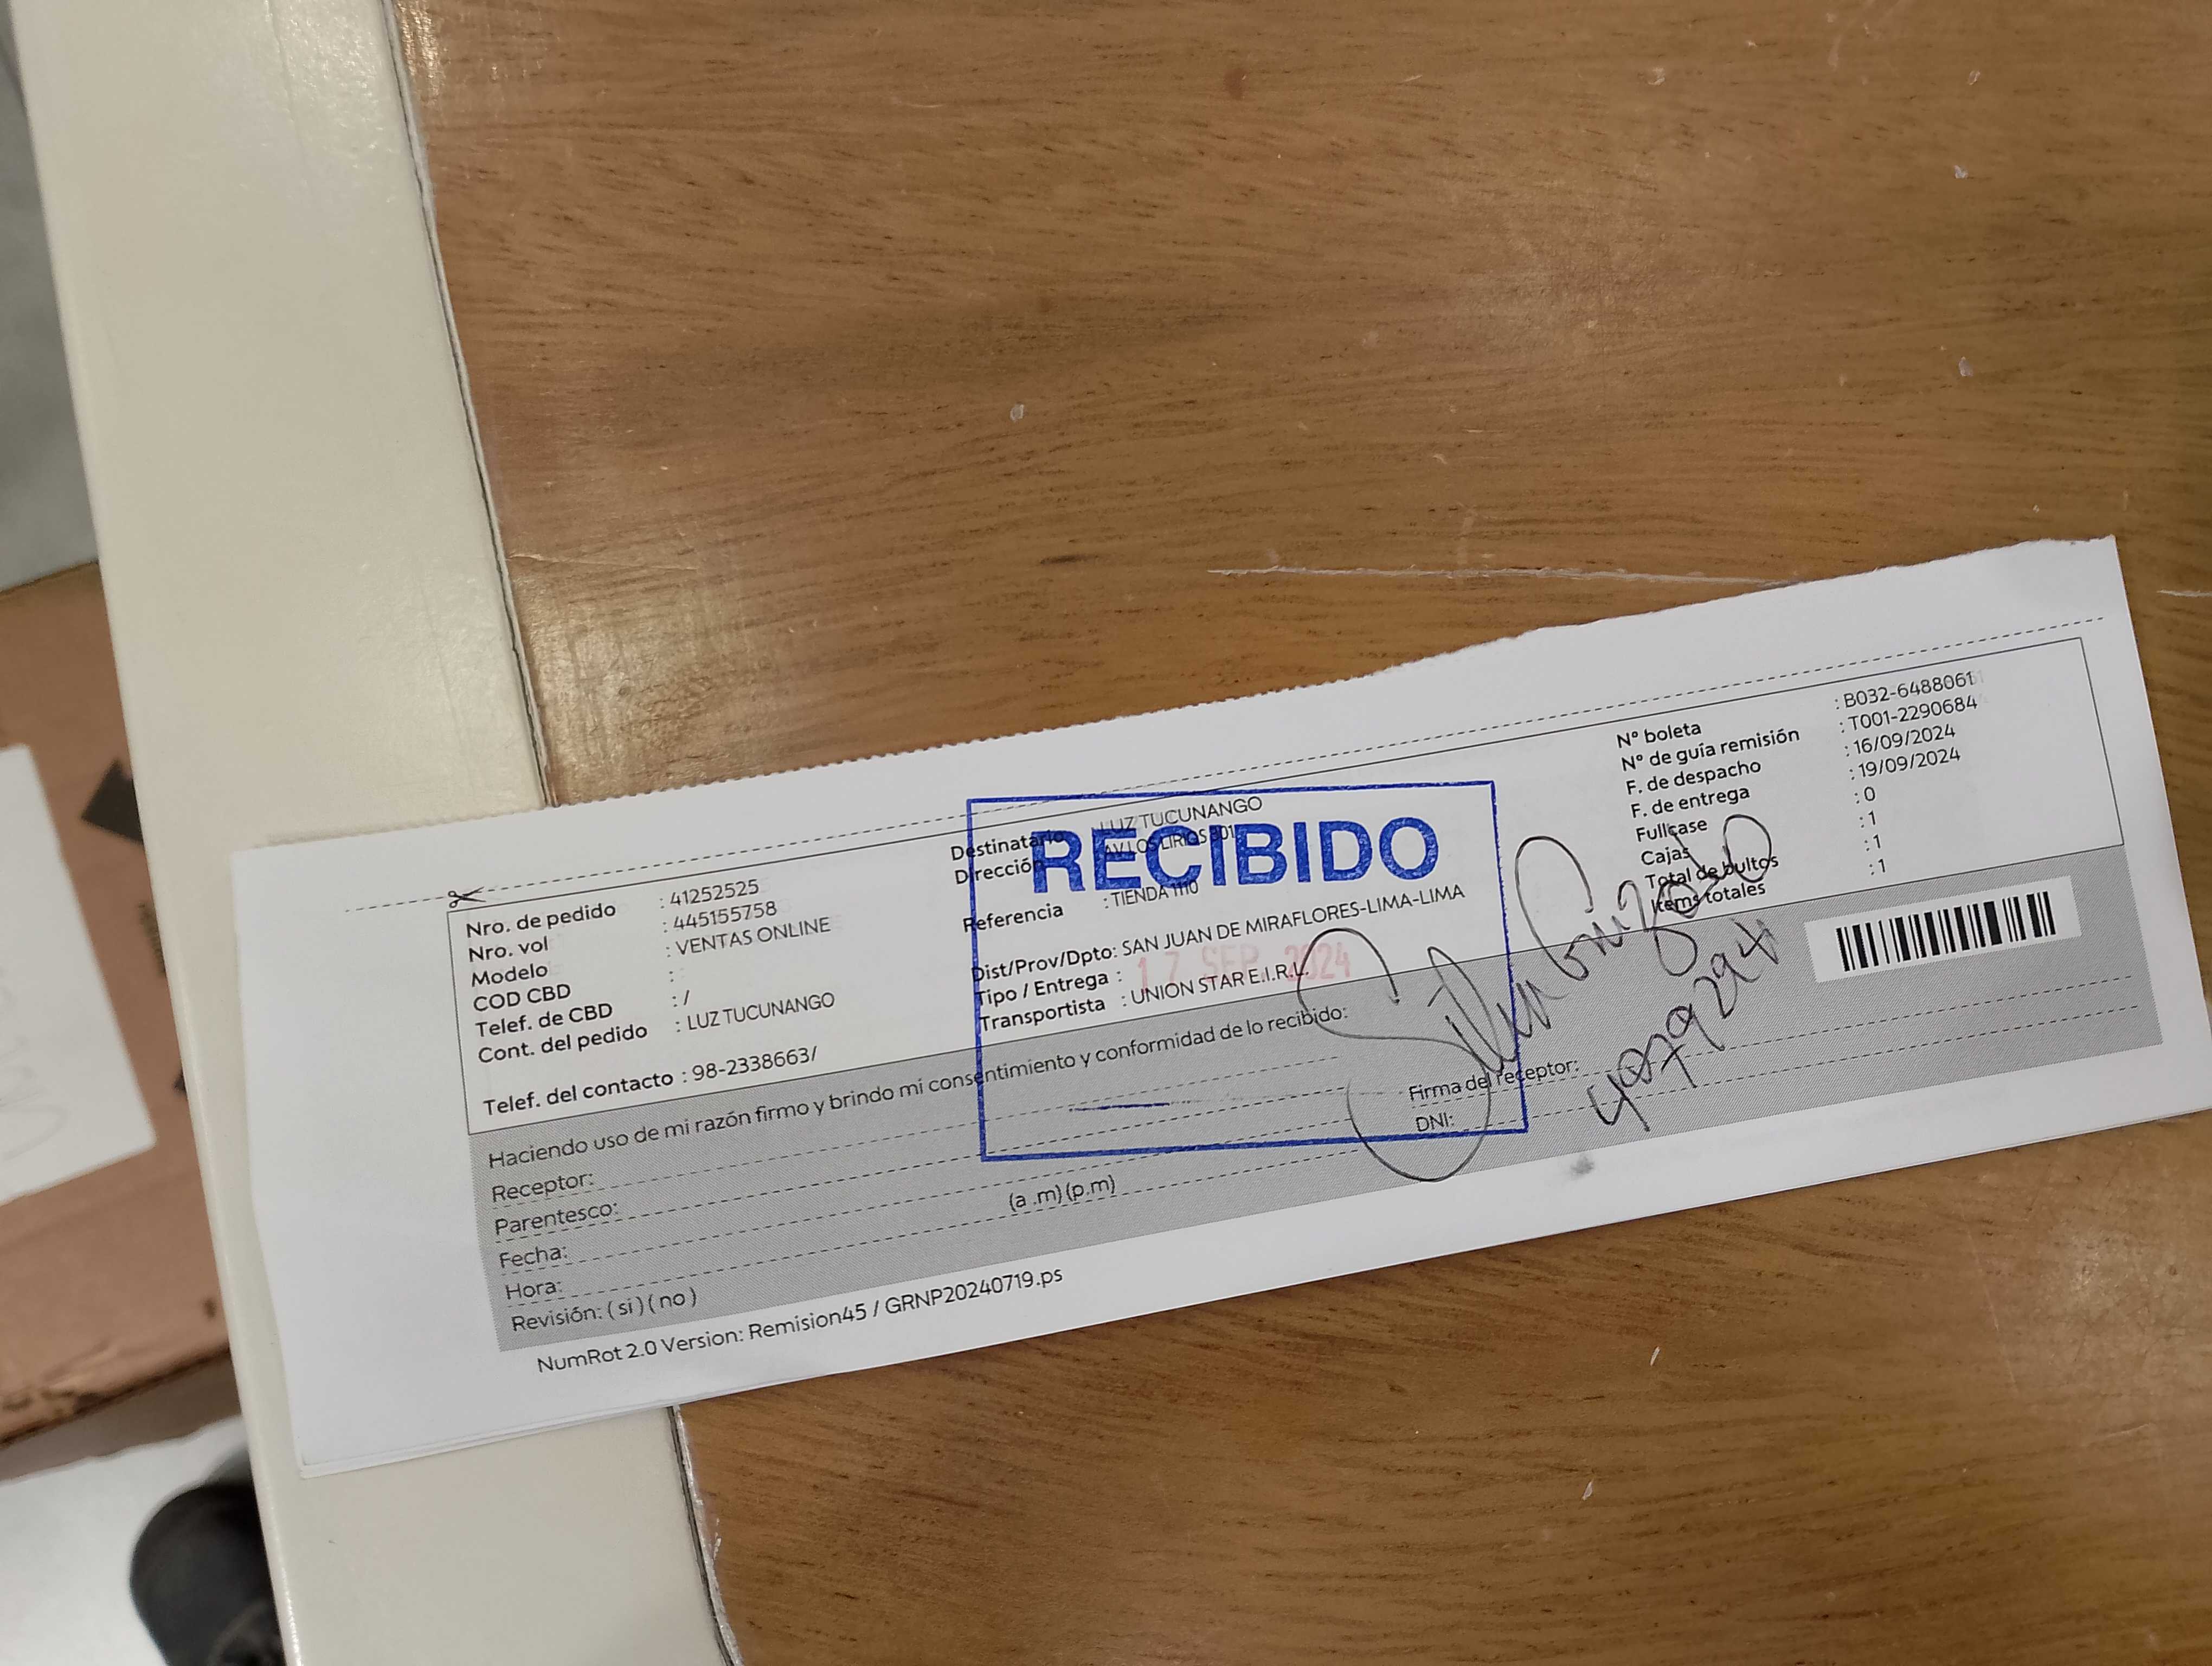 Nro. de pedido : 41252525
Nro. vol : 445155758
Modelo : VENTAS ONLINE
COD CBD :
Telef. de CBD : /
Cont. del pedido : LUZ TUCUNANGO
Telef. del contacto : 98-2338663/
Destinatario : LUZ TUCUNANGO
Dirección : AV LOS LIRIOS 301
RECIBIDO
Referencia : TIENDA 1110
Dist/Prov/Dpto: SAN JUAN DE MIRAFLORES-LIMA-LIMA
Tipo / Entrega :
17 SEP. 2024
Transportista : UNION STAR E.I.R.L.
N° boleta : B032-6488061
N° de guía remisión : T001-2290684
F. de despacho : 16/09/2024
F. de entrega : 19/09/2024
Fullcase : 0
Cajas : 1
Total de bultos : 1
Items totales : 1
Haciendo uso de mi razón firmo y brindo mi consentimiento y conformidad de lo recibido:
Receptor:
Parentesco:
Fecha:
Hora: (a .m) (p.m)
Revisión: ( si ) ( no )
Firma del receptor:
DNI:
NumRot 2.0 Version: Remision45 / GRNP20240719.ps